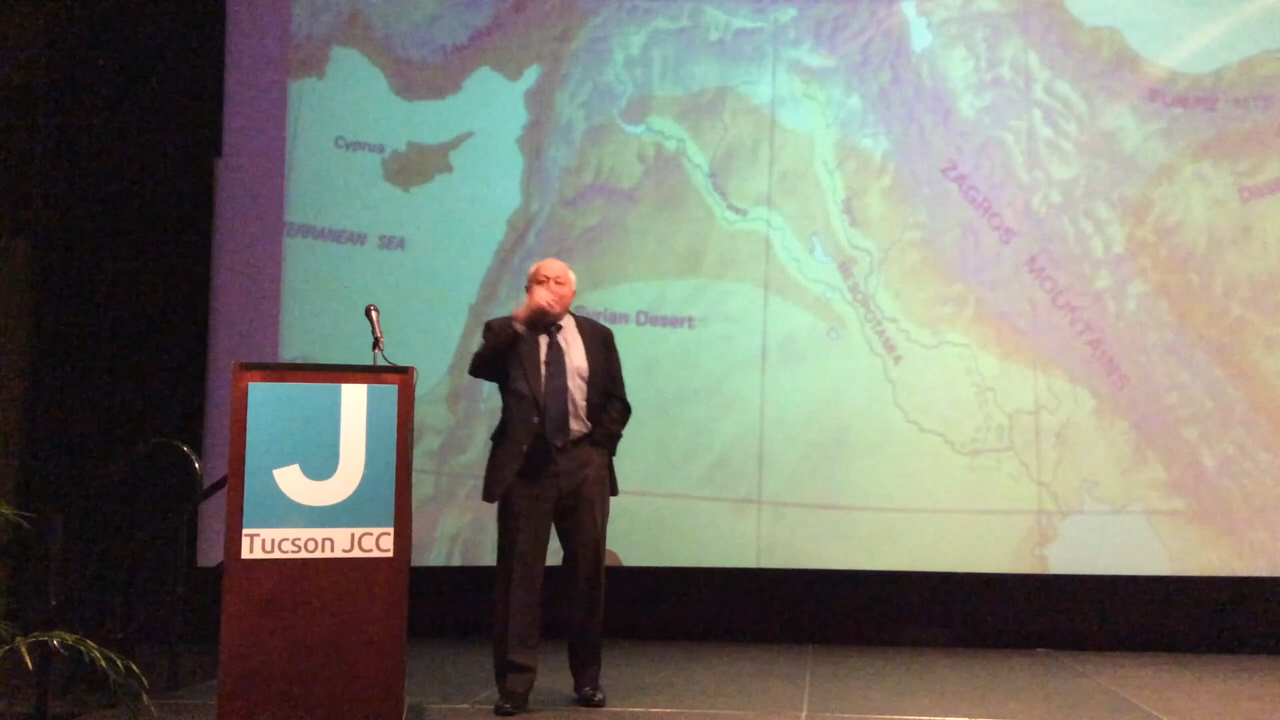 Cyprus
TERRANEAN SEA
Syrian Desert
MESOPOTAMIA
ZAGROS MOUNTAINS
J
Tucson JCC